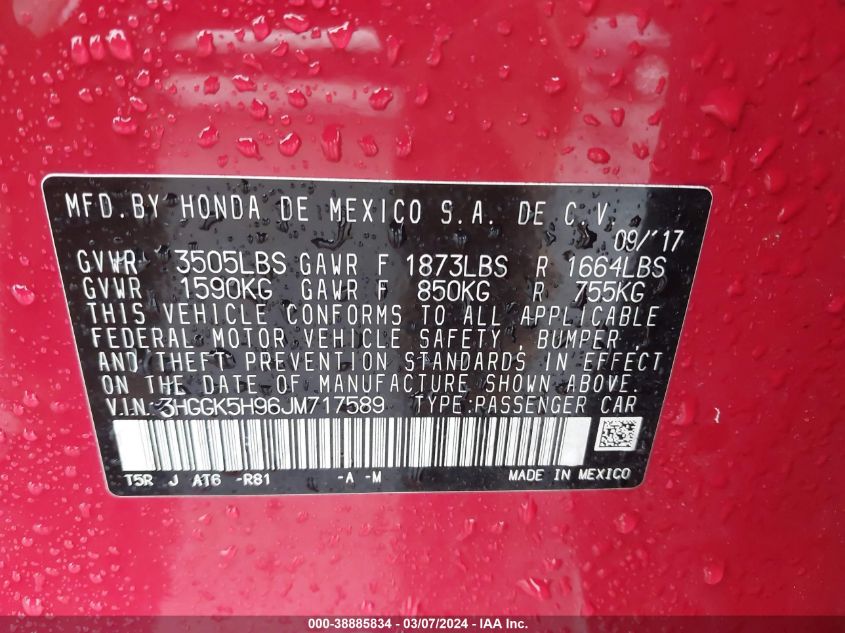 MFD.BY HONDA DE MEXICO S.A. DE C.V.
09/'17
GVWR 3505LBS GAWR F 1873LBS R 1664LBS
GVWR 1590KG GAWR F 850KG R 755KG
THIS VEHICLE CONFORMS TO ALL APPLICABLE
FEDERAL MOTOR VEHICLE SAFETY, BUMPER,
AND THEFT PREVENTION STANDARDS IN EFFECT
ON THE DATE OF MANUFACTURE SHOWN ABOVE.
V.I.N: 3HGGK5H96JM717589 TYPE:PASSENGER CAR
T5R J AT6 -R81 -A -M MADE IN MEXICO
000-38885834 - 03/07/2024 - IAA Inc.